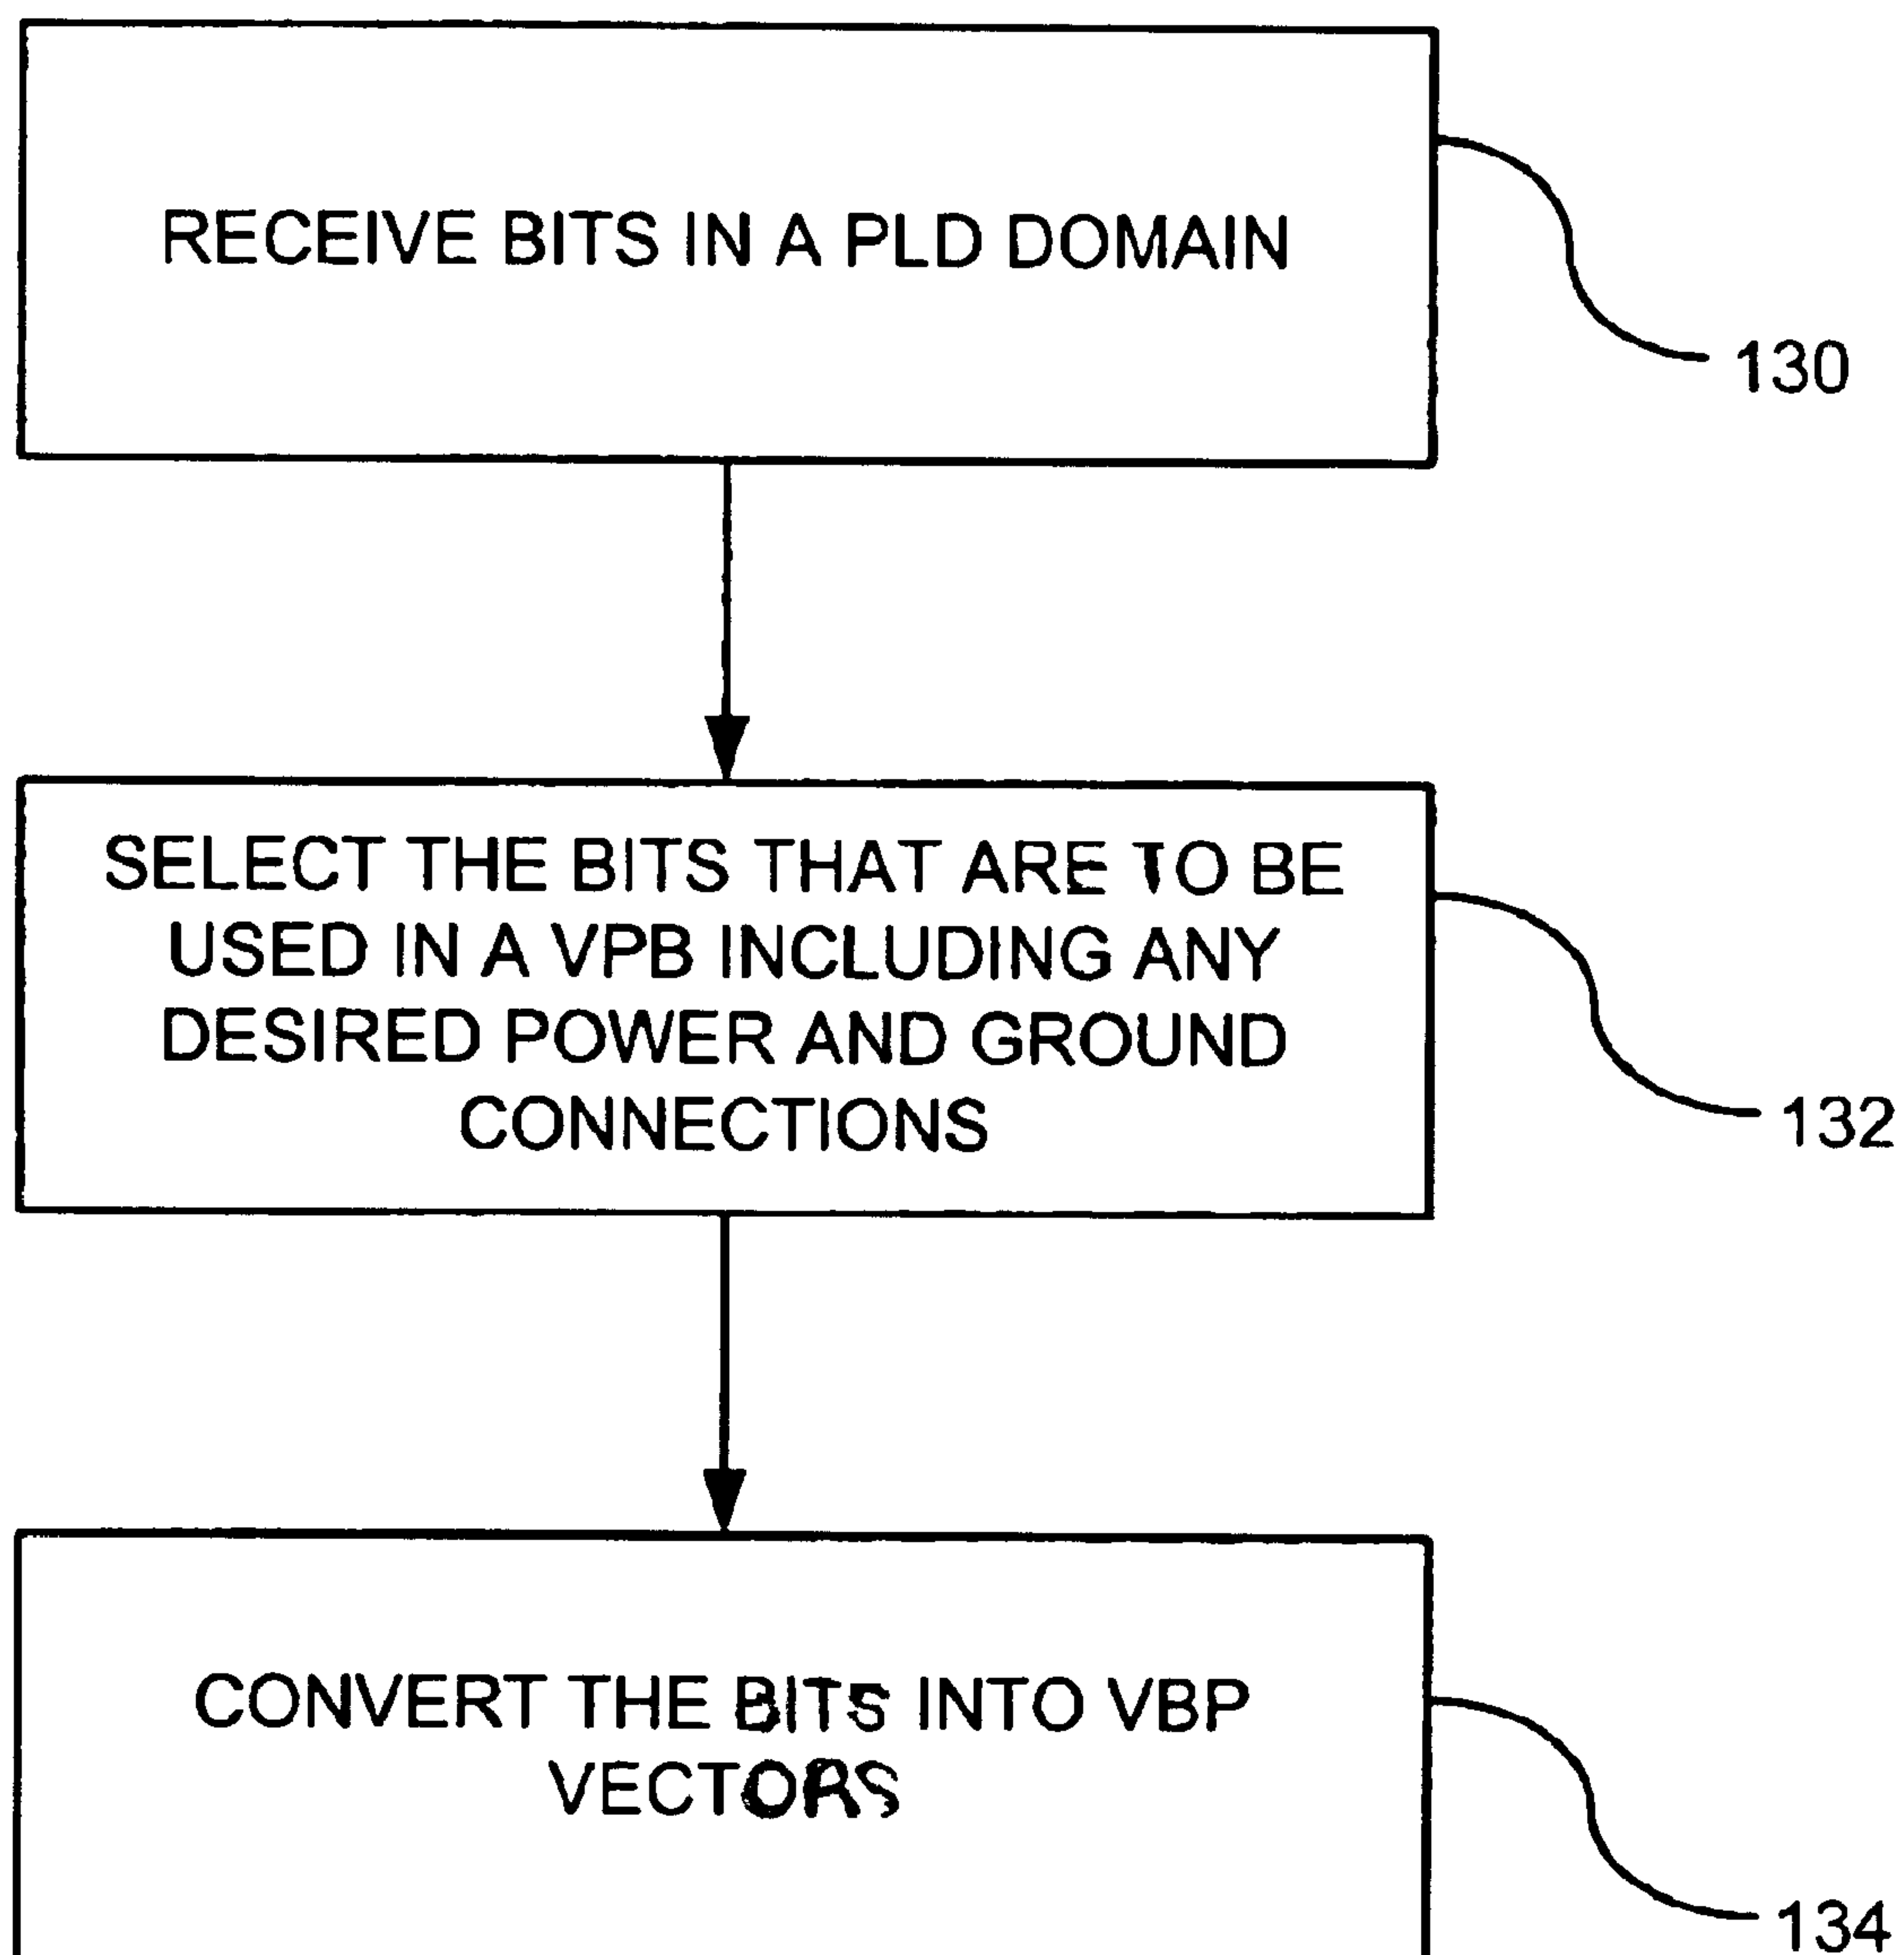 RECEIVE BITS IN A PLD DOMAIN
130
SELECT THE BITS THAT ARE TO BE
USED IN A VPB INCLUDING ANY
DESIRED POWER AND GROUND
CONNECTIONS
132
CONVERT THE BITS INTO VBP
VECTORS
134